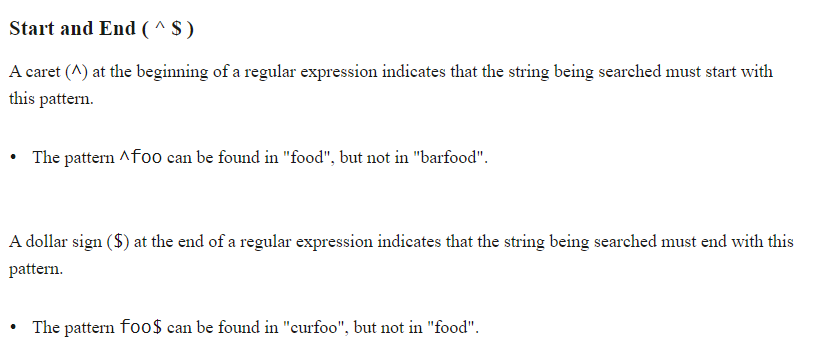 Start and End ( ^ $ )
A caret (^) at the beginning of a regular expression indicates that the string being searched must start with
this pattern.
• The pattern ^foo can be found in "food", but not in "barfood".
A dollar sign ($) at the end of a regular expression indicates that the string being searched must end with this
pattern.
• The pattern foo$ can be found in "curfoo", but not in "food".